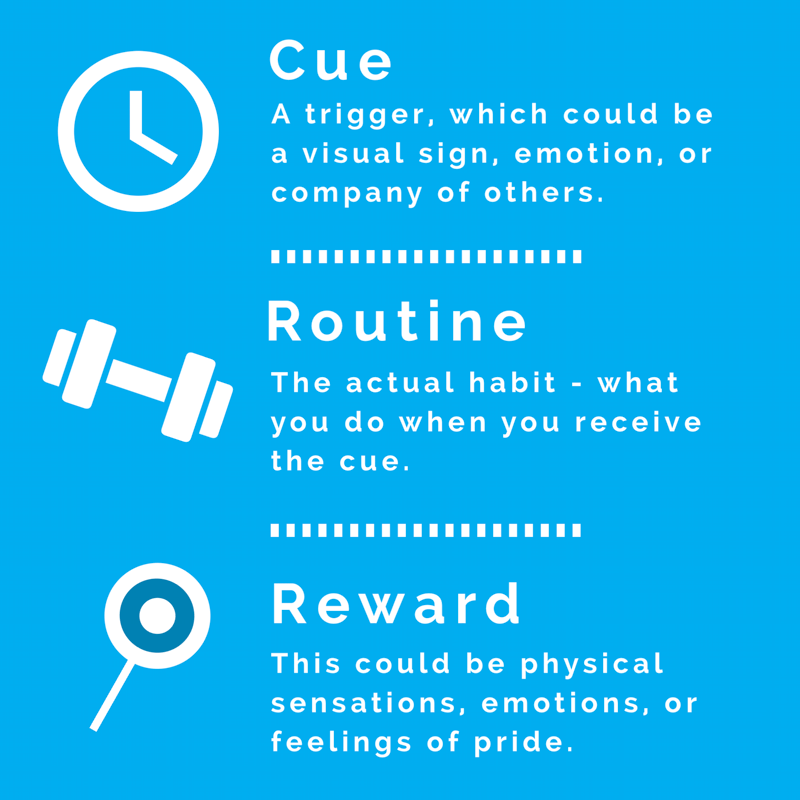 Cue
A trigger, which could be
a visual sign, emotion, or
company of others.
Routine
The actual habit - what
you do when you receive
the cue.
Reward
This could be physical
sensations, emotions, or
feelings of pride.